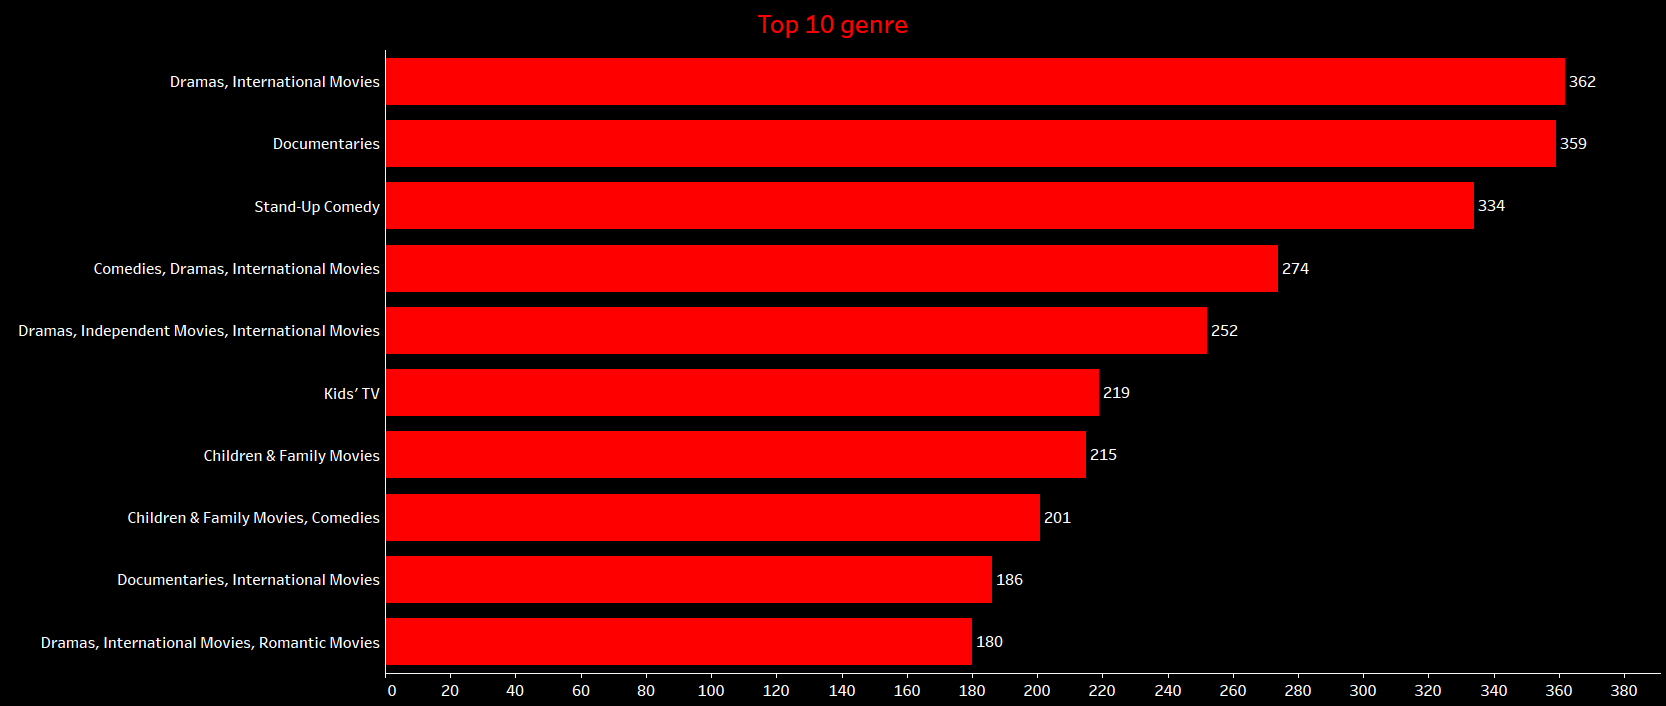 Top 10 genre
Dramas, International Movies 362
Documentaries 359
Stand-Up Comedy 334
Comedies, Dramas, International Movies 274
Dramas, Independent Movies, International Movies 252
Kids’ TV 219
Children & Family Movies 215
Children & Family Movies, Comedies 201
Documentaries, International Movies 186
Dramas, International Movies, Romantic Movies 180
0 20 40 60 80 100 120 140 160 180 200 220 240 260 280 300 320 340 360 380